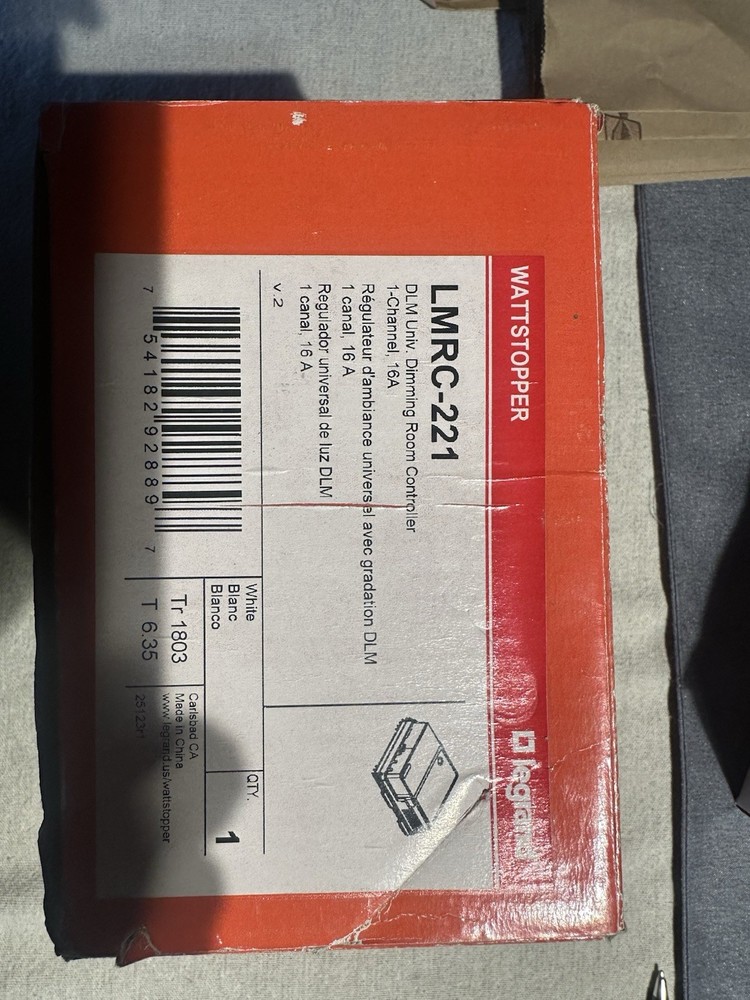 WATTSTOPPER
legrand
LMRC-221
DLM Univ. Dimming Room Controller
1-Channel, 16A
Régulateur d'ambiance universel avec gradation DLM
1 canal, 16 A
Regulador universal de luz DLM
1 canal, 16 A
v.2
7 54182 92889 7
White
Blanc
Blanco
QTY.
1
Tr 1803
T 6.35
Carlsbad CA
Made in China
www.legrand.us/wattstopper
25123r1